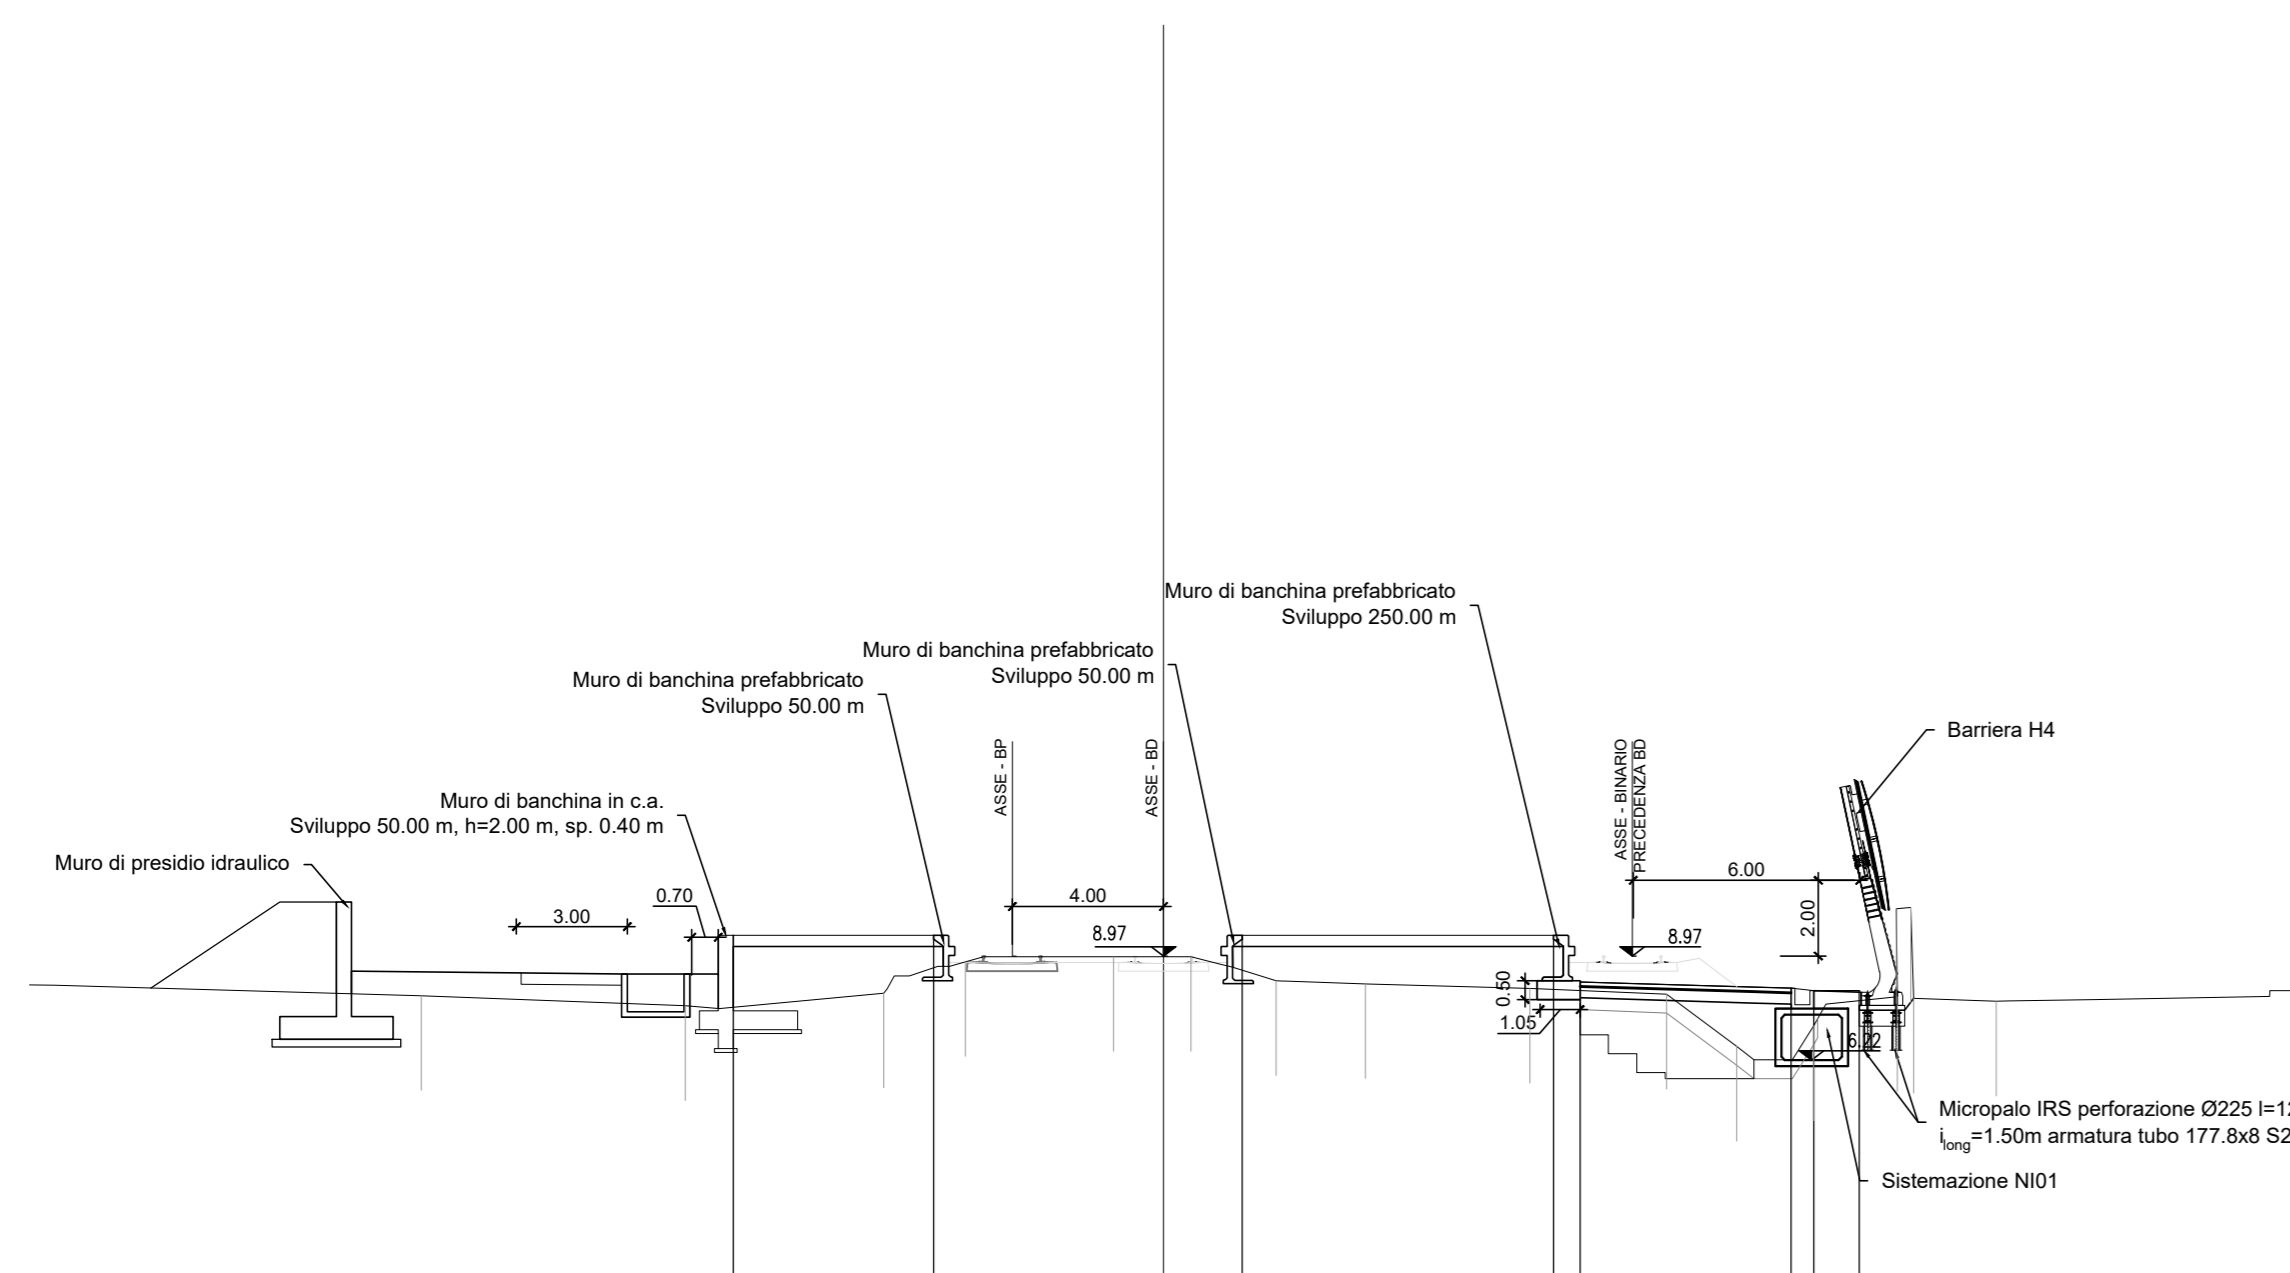 Muro di banchina prefabbricato
Sviluppo 250.00 m
Muro di banchina prefabbricato
Sviluppo 50.00 m
Muro di banchina prefabbricato
Sviluppo 50.00 m
Barriera H4
ASSE - BP
ASSE - BD
ASSE - BINARIO
PRECEDENZA BD
Muro di banchina in c.a.
Sviluppo 50.00 m, h=2.00 m, sp. 0.40 m
Muro di presidio idraulico
6.00
0.70
4.00
3.00
2.00
8.97
8.97
0.50
1.05
6.22
Micropalo IRS perforazione Ø225 l=12
ilong=1.50m armatura tubo 177.8x8 S2
Sistemazione NI01